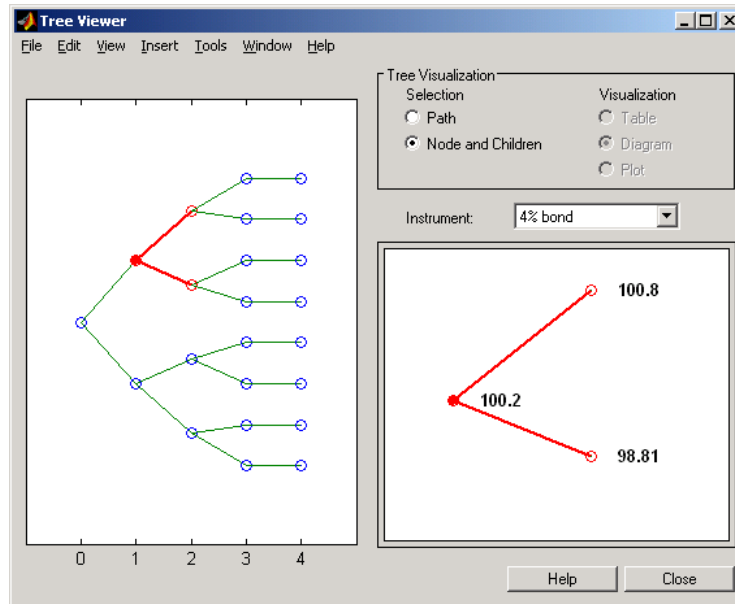 Tree Viewer
File Edit View Insert Tools Window Help
Tree Visualization
Selection
Visualization
Path
Table
Node and Children
Diagram
Plot
Instrument:
4% bond
100.8
100.2
98.81
0 1 2 3 4
Help
Close